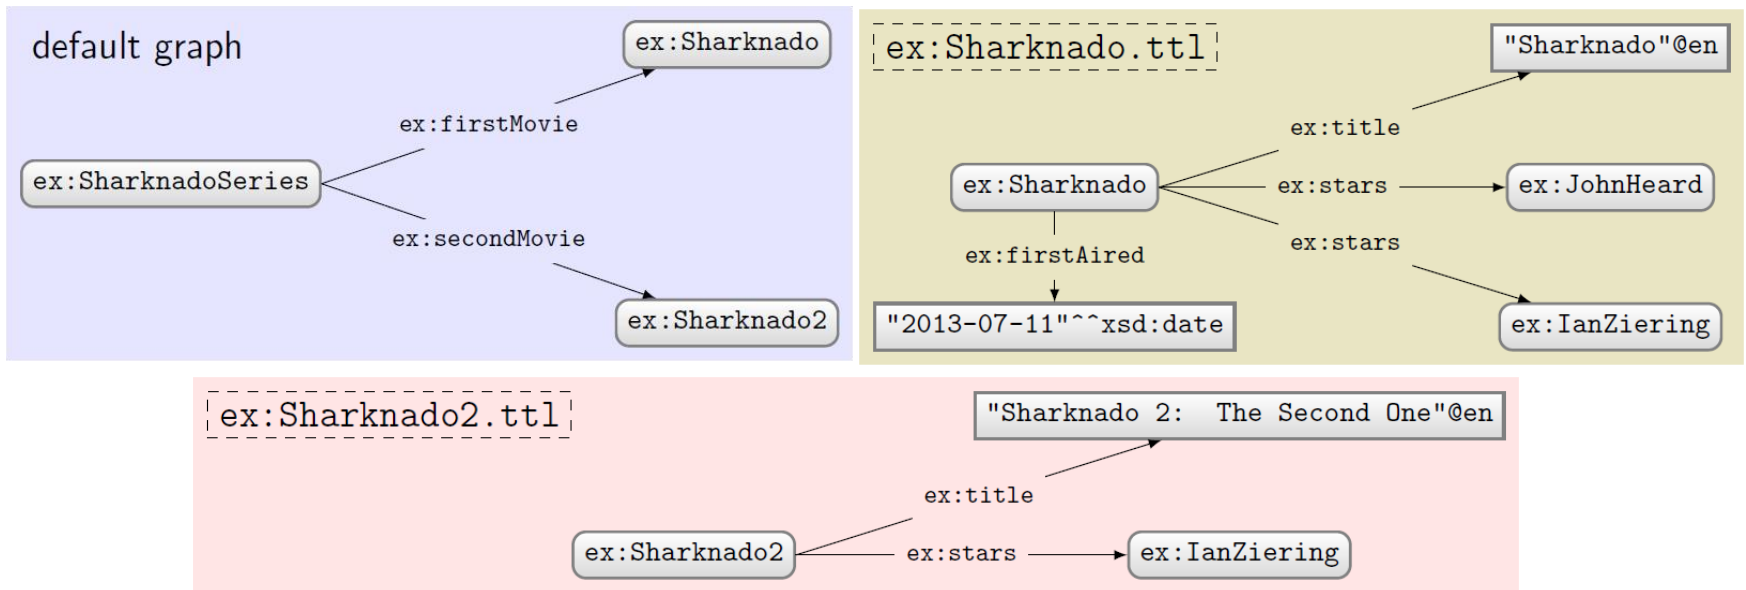 default graph
ex:Sharknado
ex:firstMovie
ex:SharknadoSeries
ex:secondMovie
ex:Sharknado2
ex:Sharknado.ttl
"Sharknado"@en
ex:title
ex:Sharknado
ex:stars
ex:JohnHeard
ex:stars
ex:firstAired
"2013-07-11"^^xsd:date
ex:IanZiering
ex:Sharknado2.ttl
"Sharknado 2: The Second One"@en
ex:title
ex:Sharknado2
ex:stars
ex:IanZiering